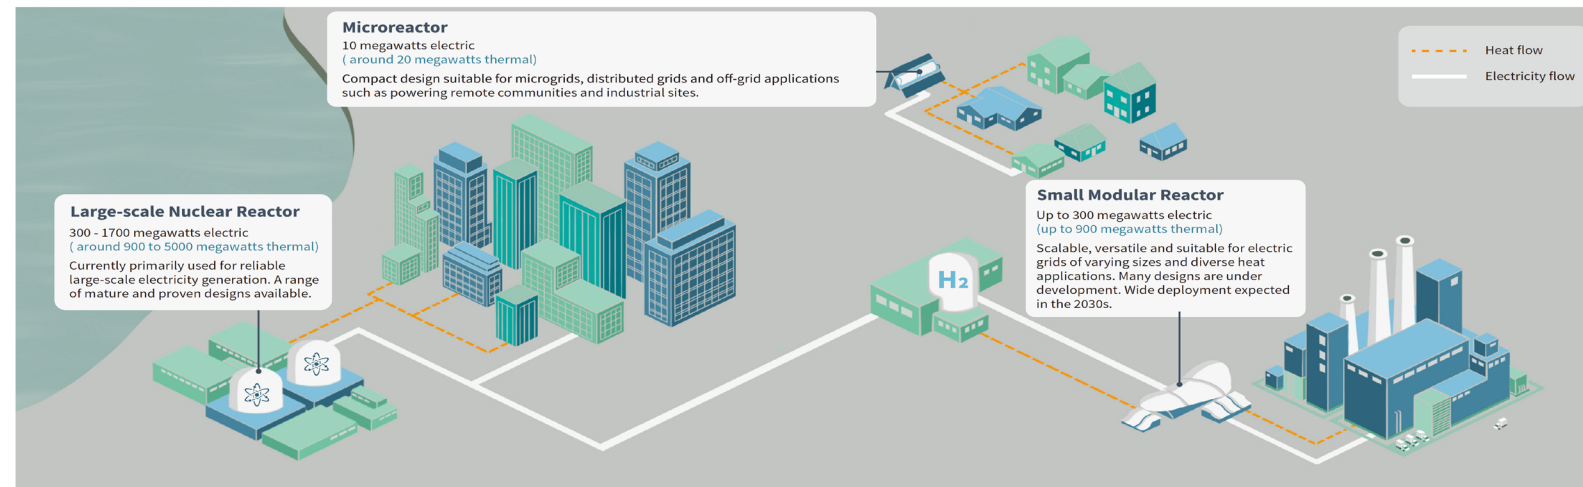 Microreactor
10 megawatts electric
( around 20 megawatts thermal)
Compact design suitable for microgrids, distributed grids and off-grid applications
such as powering remote communities and industrial sites.
Heat flow
Electricity flow
Large-scale Nuclear Reactor
300 - 1700 megawatts electric
( around 900 to 5000 megawatts thermal)
Currently primarily used for reliable
large-scale electricity generation. A range
of mature and proven designs available.
Small Modular Reactor
Up to 300 megawatts electric
(up to 900 megawatts thermal)
Scalable, versatile and suitable for electric
grids of varying sizes and diverse heat
applications. Many designs are under
development. Wide deployment expected
in the 2030s.
H₂